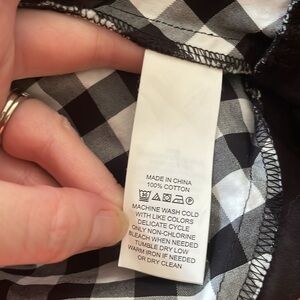 MADE IN CHINA
100% COTTON
MACHINE WASH COLD
WITH LIKE COLORS
DELICATE CYCLE
ONLY NON-CHLORINE
BLEACH WHEN NEEDED
TUMBLE DRY LOW
WARM IRON IF NEEDED
OR DRY CLEAN